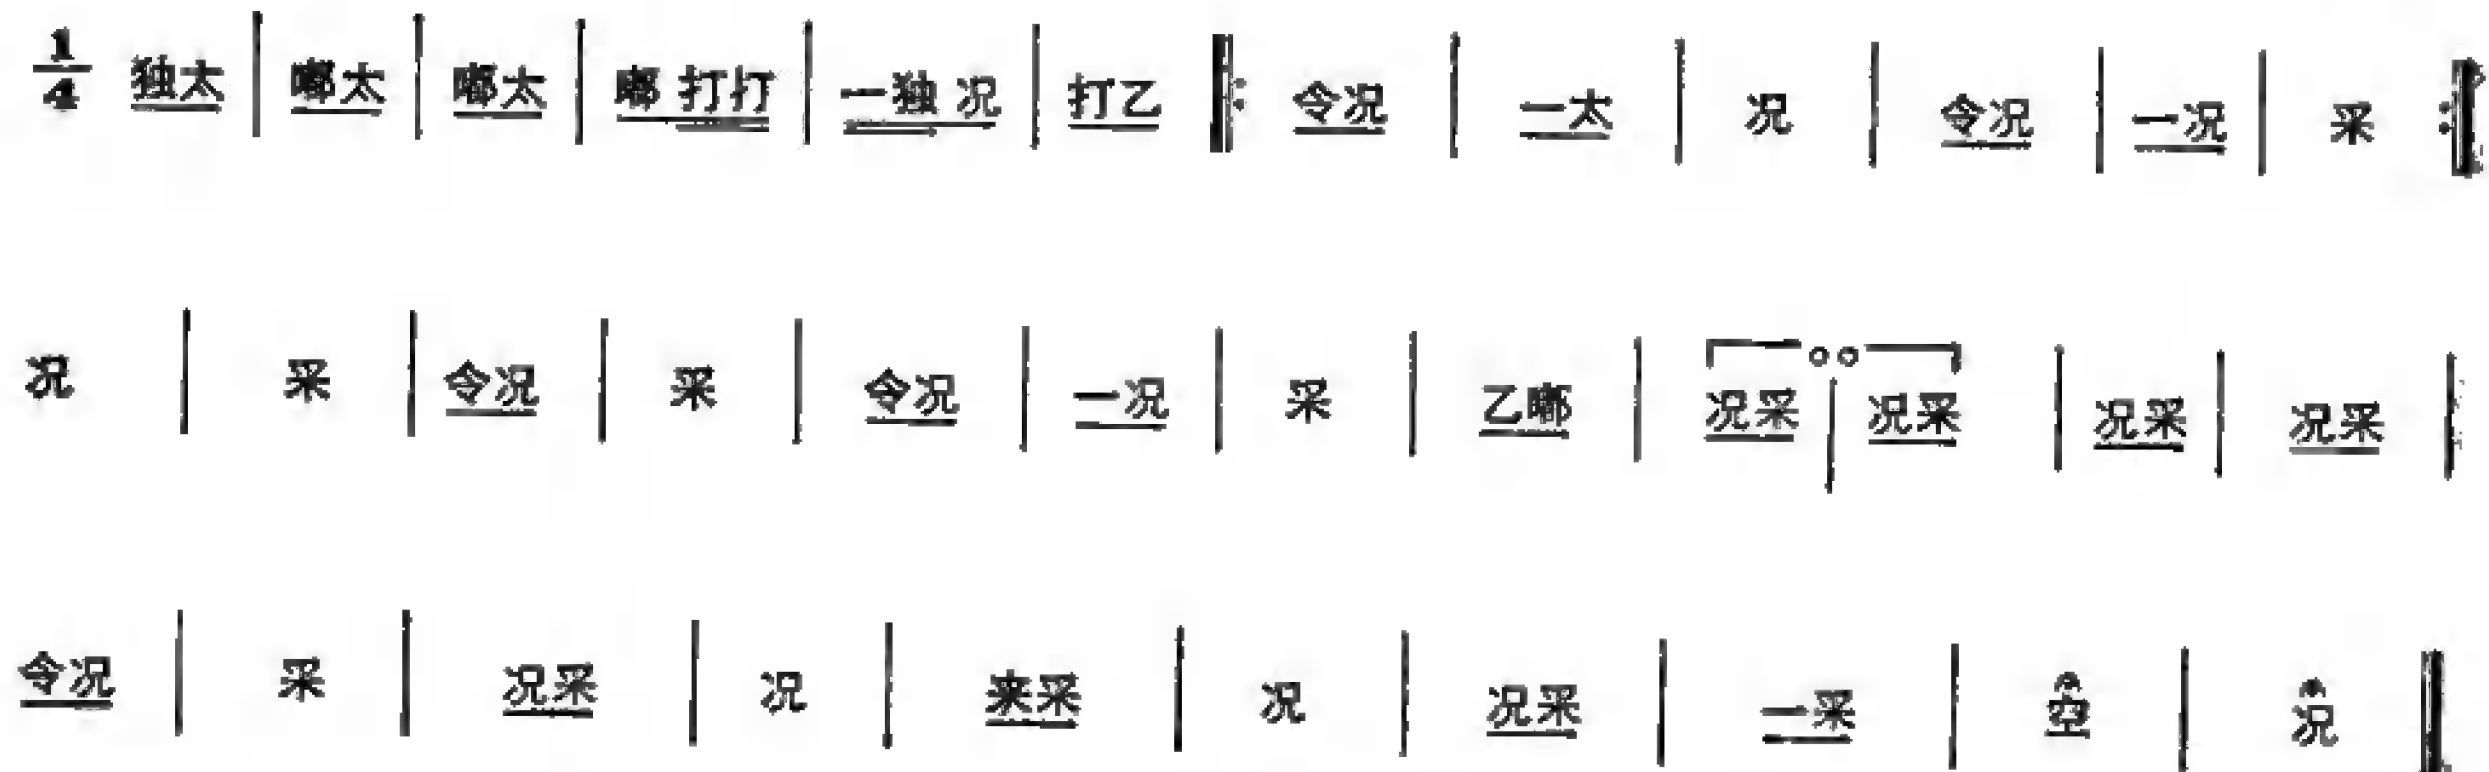 1/4 独太 | 嘟太 | 嘟太 | 嘟 打打 | 一独 况 | 打乙 ‖: 令况 | 一太 | 况 | 令况 | 一况 | 采 :‖
况 | 采 | 令况 | 采 | 令况 | 一况 | 采 | 乙嘟 | 况采 | 况采 | 况采 | 况采 |
令况 | 采 | 况采 | 况 | 来采 | 况 | 况采 | 一采 | 空 | 况 ‖